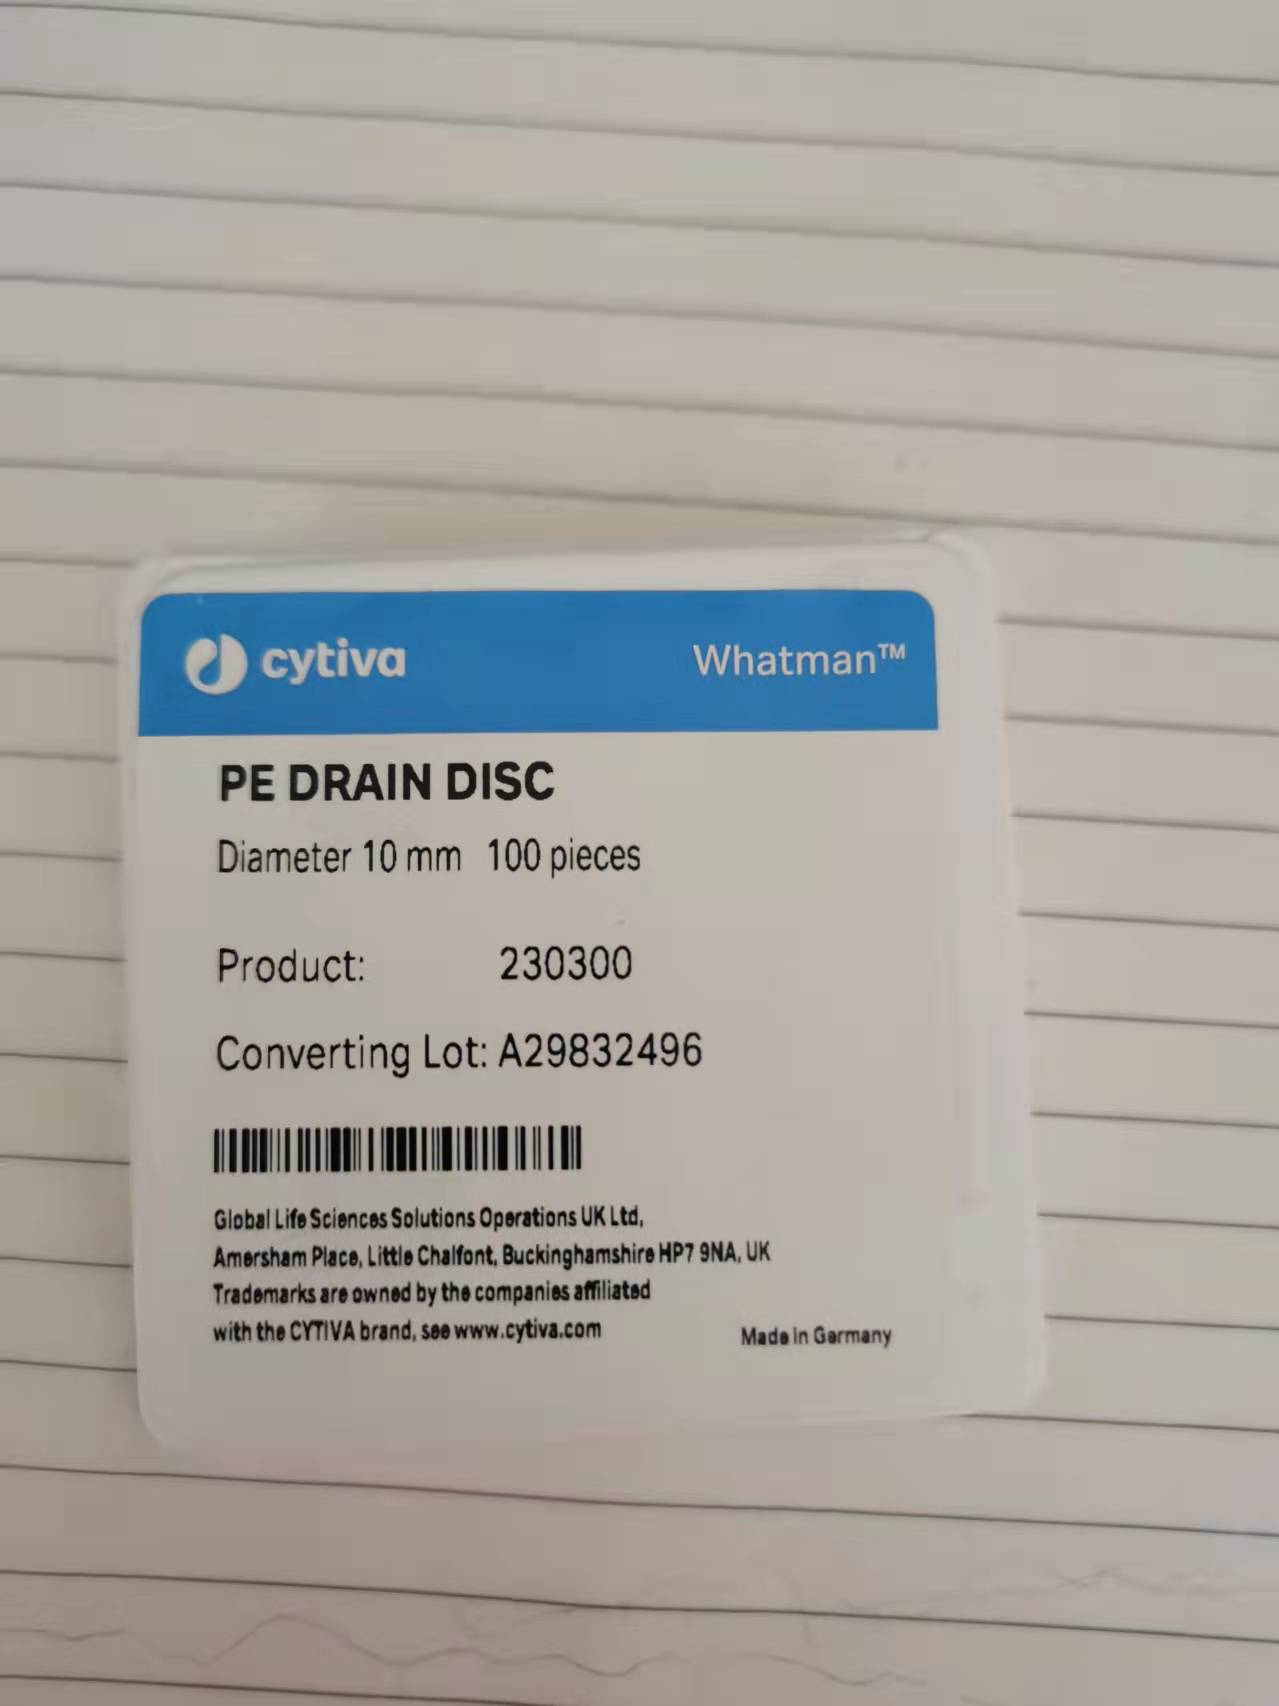 cytiva Whatman™
PE DRAIN DISC
Diameter 10 mm 100 pieces
Product: 230300
Converting Lot: A29832496
Global Life Sciences Solutions Operations UK Ltd,
Amersham Place, Little Chalfont, Buckinghamshire HP7 9NA, UK
Trademarks are owned by the companies affiliated
with the CYTIVA brand, see www.cytiva.com
Made in Germany